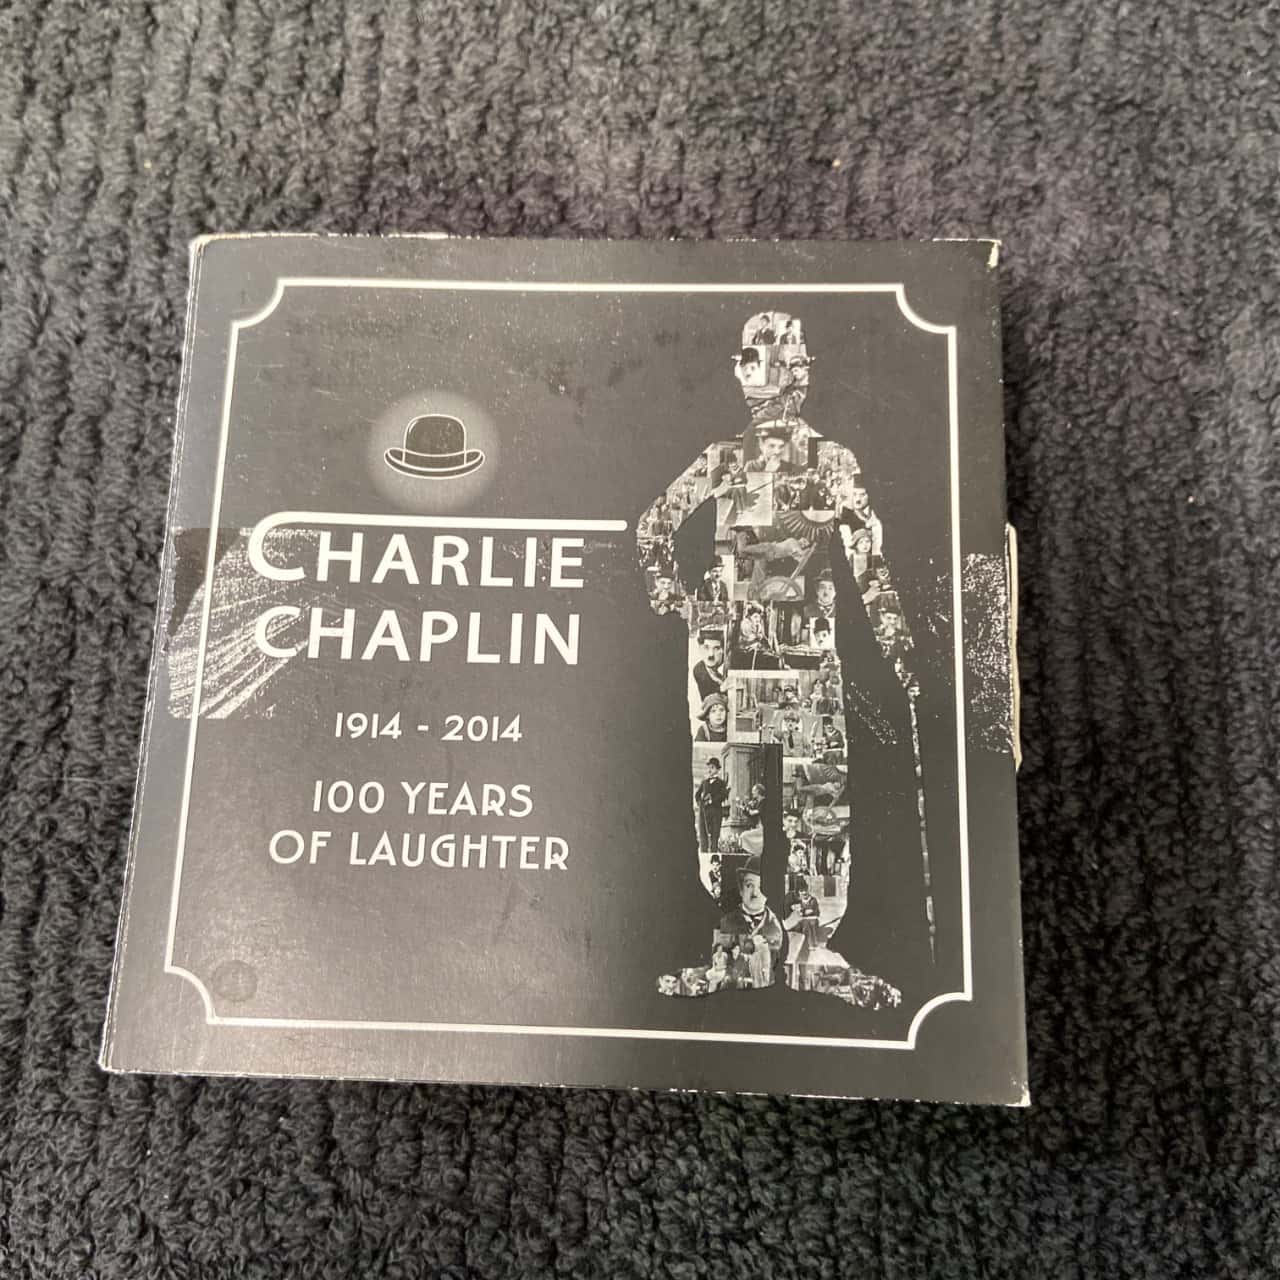 CHARLIE
CHAPLIN
1914 - 2014
100 YEARS
OF LAUGHTER